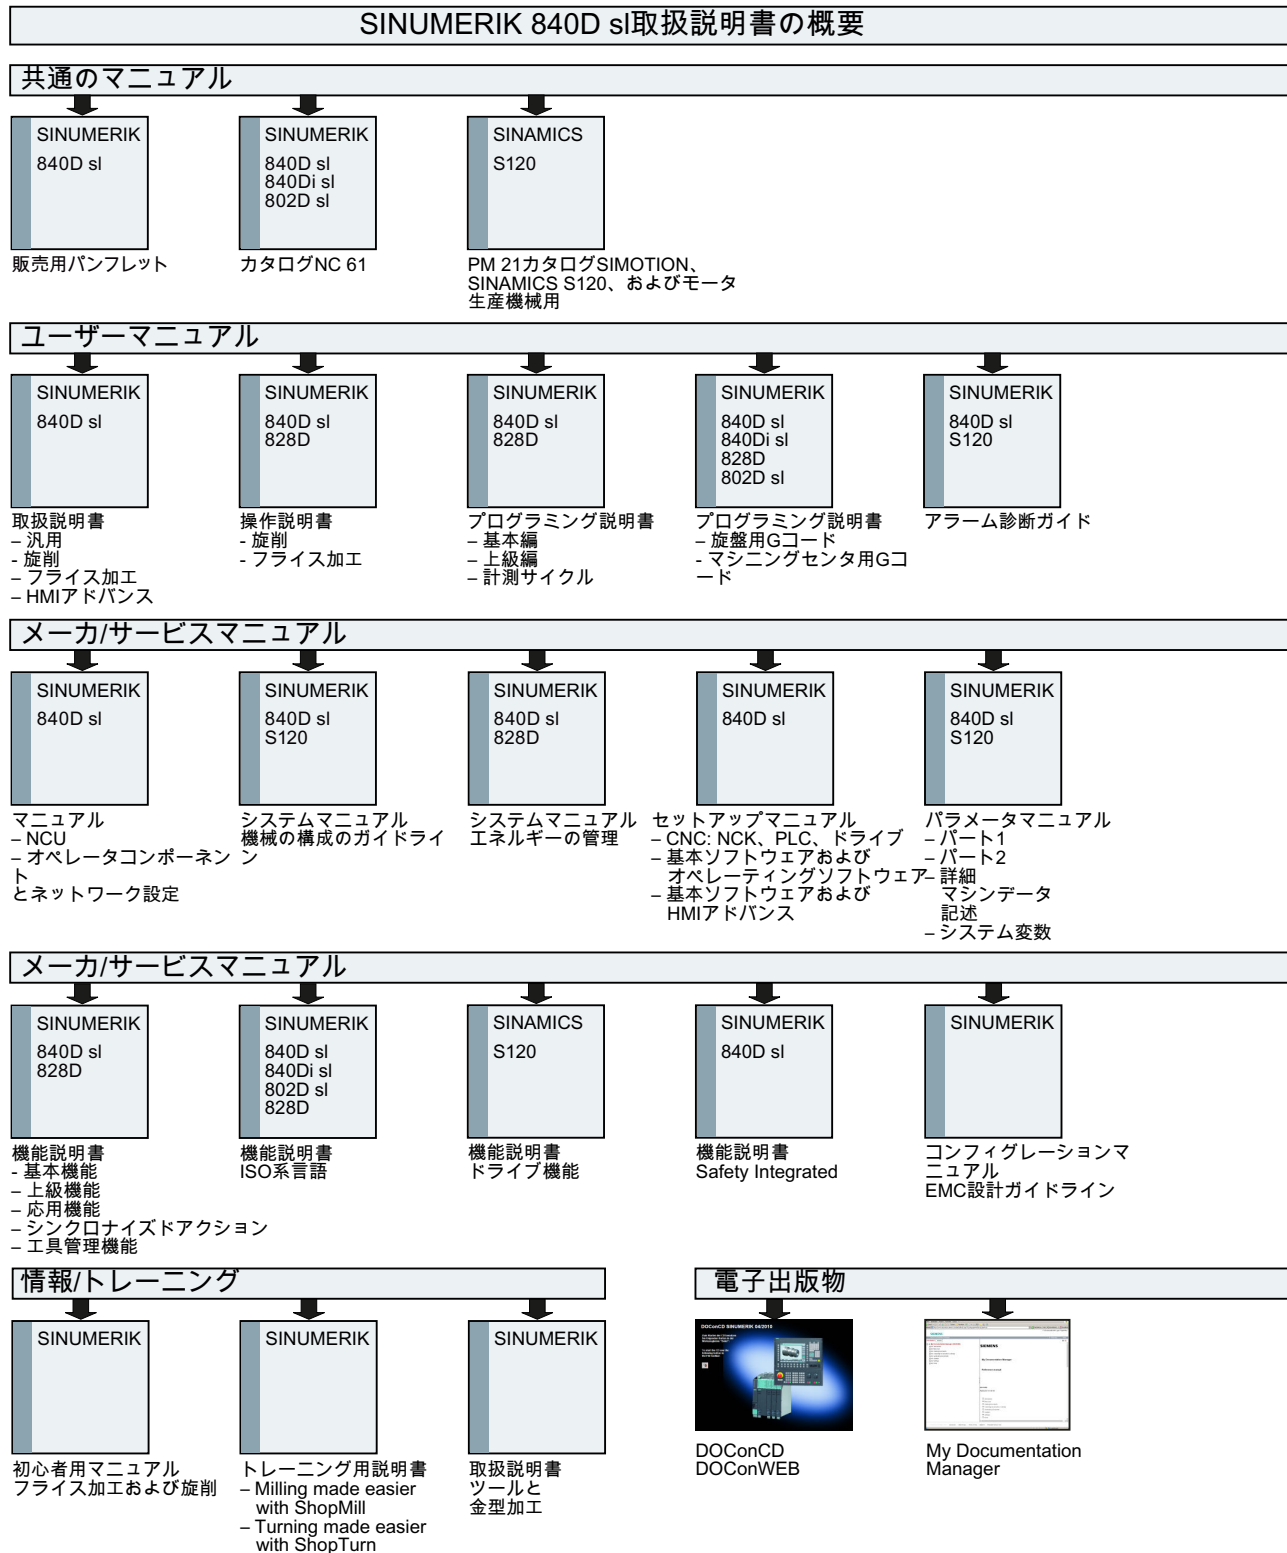 SINUMERIK 840D sl取扱説明書の概要
共通のマニュアル
SINUMERIK
840D sl
販売用パンフレット
SINUMERIK
840D sl
840Di sl
802D sl
カタログNC 61
SINAMICS
S120
PM 21カタログSIMOTION、
SINAMICS S120、およびモータ
生産機械用
ユーザーマニュアル
SINUMERIK
840D sl
取扱説明書
– 汎用
- 旋削
– フライス加工
– HMIアドバンス
SINUMERIK
840D sl
828D
操作説明書
- 旋削
- フライス加工
SINUMERIK
840D sl
828D
プログラミング説明書
– 基本編
– 上級編
– 計測サイクル
SINUMERIK
840D sl
840Di sl
828D
802D sl
プログラミング説明書
– 旋盤用Gコード
- マシニングセンタ用Gコ
ード
SINUMERIK
840D sl
S120
アラーム診断ガイド
メーカ/サービスマニュアル
SINUMERIK
840D sl
マニュアル
– NCU
– オペレータコンポーネン
ト
とネットワーク設定
SINUMERIK
840D sl
S120
システムマニュアル
機械の構成のガイドライ
ン
SINUMERIK
840D sl
828D
システムマニュアル
エネルギーの管理
SINUMERIK
840D sl
セットアップマニュアル
– CNC: NCK、PLC、ドライブ
– 基本ソフトウェアおよび
オペレーティングソフトウェア
– 基本ソフトウェアおよび
HMIアドバンス
SINUMERIK
840D sl
S120
パラメータマニュアル
– パート1
– パート2
– 詳細
マシンデータ
記述
– システム変数
メーカ/サービスマニュアル
SINUMERIK
840D sl
828D
機能説明書
- 基本機能
– 上級機能
– 応用機能
– シンクロナイズドアクション
– 工具管理機能
SINUMERIK
840D sl
840Di sl
802D sl
828D
機能説明書
ISO系言語
SINAMICS
S120
機能説明書
ドライブ機能
SINUMERIK
840D sl
機能説明書
Safety Integrated
SINUMERIK
コンフィグレーションマ
ニュアル
EMC設計ガイドライン
情報/トレーニング
SINUMERIK
初心者用マニュアル
フライス加工および旋削
SINUMERIK
トレーニング用説明書
– Milling made easier
with ShopMill
– Turning made easier
with ShopTurn
SINUMERIK
取扱説明書
ツールと
金型加工
電子出版物
DOConCD SINUMERIK 04/2010
DOConCD
DOConWEB
SIEMENS
My Documentation Manager
My Documentation
Manager